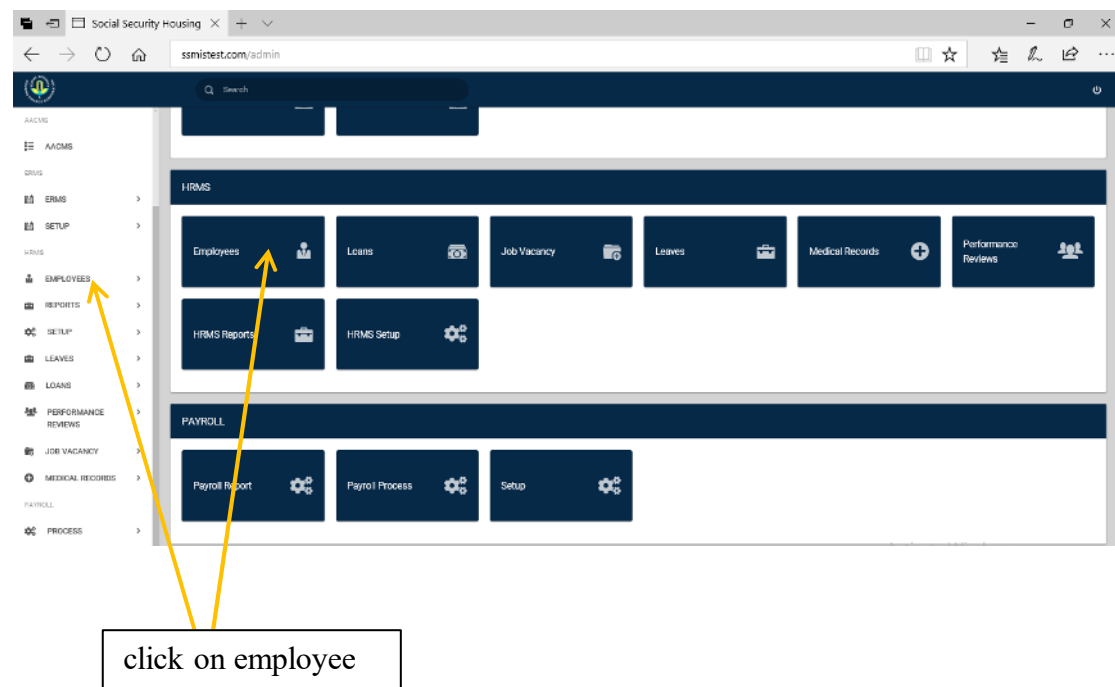 Social Security Housing
ssmistest.com/admin
Search
AACMS
AACMS
ERMS
ERMS
SETUP
HRMS
EMPLOYEES
REPORTS
SETUP
LEAVES
LOANS
PERFORMANCE
REVIEWS
JOB VACANCY
MEDICAL RECORDS
PAYROLL
PROCESS
HRMS
Employees
Loans
Job Vacancy
Leaves
Medical Records
Performance
Reviews
HRMS Reports
HRMS Setup
PAYROLL
Payroll Report
Payroll Process
Setup
click on employee